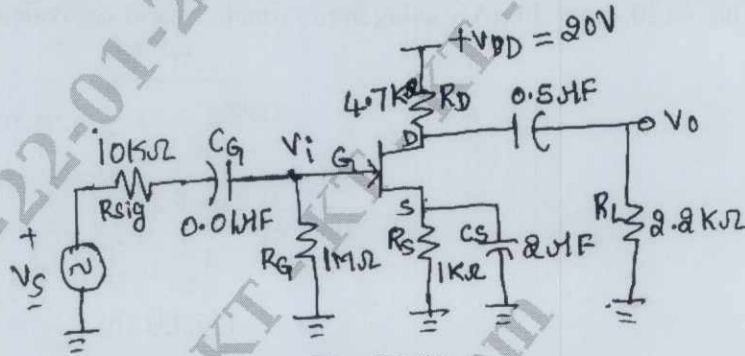 +VDD = 20V
4.7KΩ
RD
0.5μF
D
Vo
10KΩ
CG
Vi
G
Rsig
0.01μF
S
RL
2.2KΩ
+
Vs
RG
1MΩ
RS
1KΩ
CS
2μF